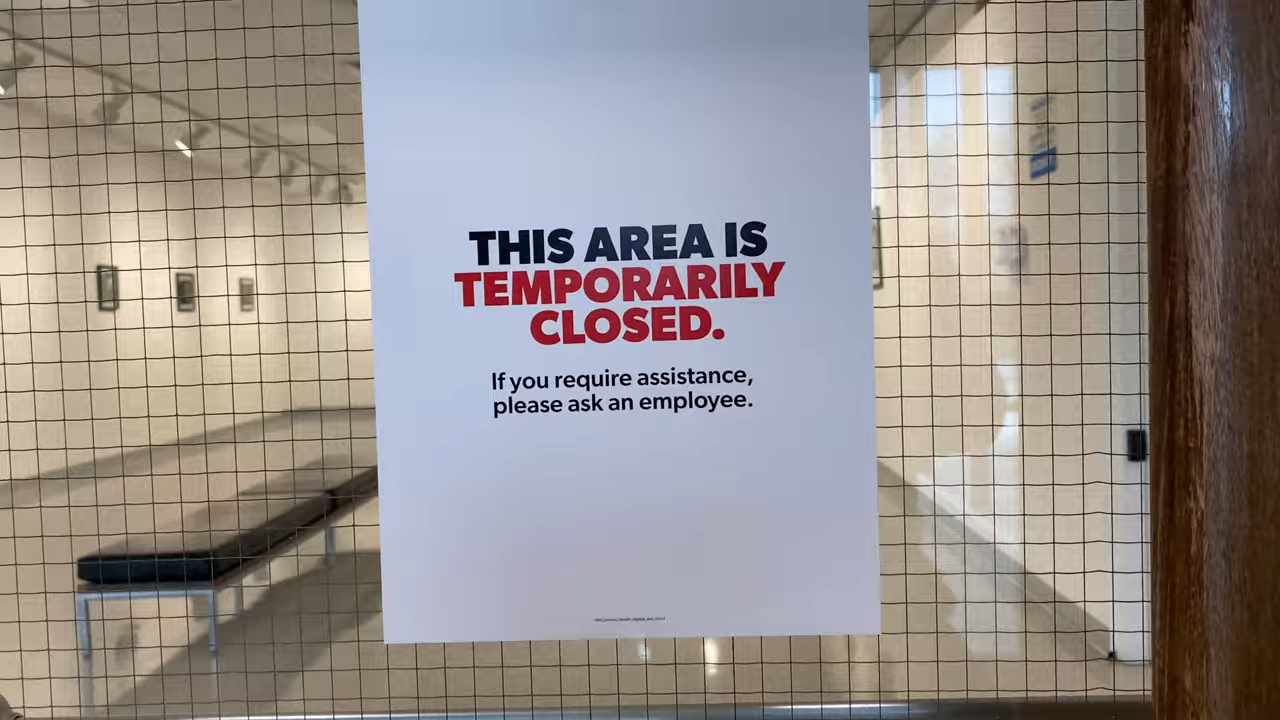 THIS AREA IS
TEMPORARILY
CLOSED.
If you require assistance,
please ask an employee.